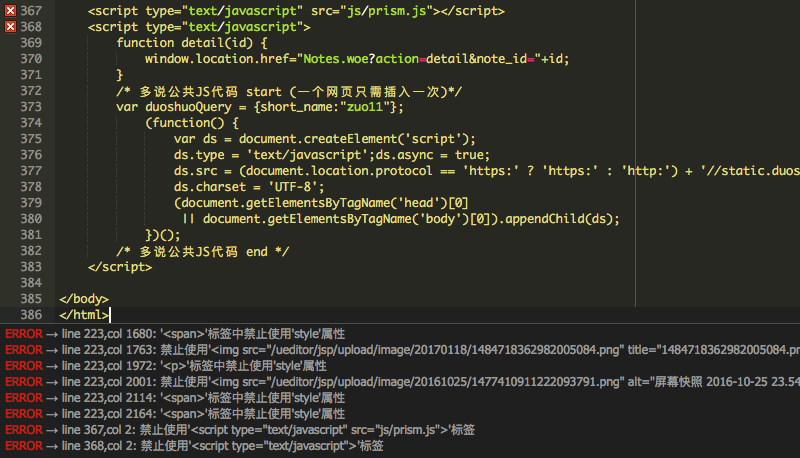 367 <script type="text/javascript" src="js/prism.js"></script>
368 <script type="text/javascript">
369 function detail(id) {
370 window.location.href="Notes.woe?action=detail&note_id="+id;
371 }
372 /* 多说公共JS代码 start (一个网页只需插入一次)*/
373 var duoshuoQuery = {short_name:"zuo11"};
374 (function() {
375 var ds = document.createElement('script');
376 ds.type = 'text/javascript';ds.async = true;
377 ds.src = (document.location.protocol == 'https:' ? 'https:' : 'http:') + '//static.duos
378 ds.charset = 'UTF-8';
379 (document.getElementsByTagName('head')[0]
380 || document.getElementsByTagName('body')[0]).appendChild(ds);
381 })();
382 /* 多说公共JS代码 end */
383 </script>
384
385 </body>
386 </html>
ERROR → line 223,col 1680: '<span>'标签中禁止使用'style'属性
ERROR → line 223,col 1763: 禁止使用'<img src="/ueditor/jsp/upload/image/20170118/1484718362982005084.png" title="1484718362982005084.pn
ERROR → line 223,col 1972: '<p>'标签中禁止使用'style'属性
ERROR → line 223,col 2001: 禁止使用'<img src="/ueditor/jsp/upload/image/20161025/1477410911222093791.png" alt="屏幕快照 2016-10-25 23.54
ERROR → line 223,col 2114: '<span>'标签中禁止使用'style'属性
ERROR → line 223,col 2164: '<span>'标签中禁止使用'style'属性
ERROR → line 367,col 2: 禁止使用'<script type="text/javascript" src="js/prism.js">'标签
ERROR → line 368,col 2: 禁止使用'<script type="text/javascript">'标签